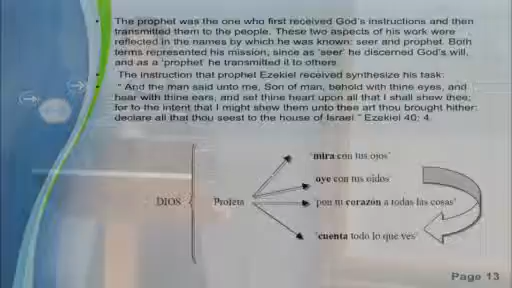 The prophet was the one who first received God's instructions and then
transmitted them to the people. These two aspects of his work were
reflected in the names by which he was known: seer and prophet. Both
terms represented his mission, since as 'seer' he discerned God's will,
and as a 'prophet' he transmitted it to others
The instruction that prophet Ezekiel received synthesize his task:
" And the man said unto me, Son of man, behold with thine eyes, and
hear with thine ears, and set thine heart upon all that I shall shew thee;
for to the intent that I might shew them unto thee art thou brought hither:
declare all that thou seest to the house of Israel." Ezekiel 40: 4.
'mira con tus ojos'
oye con tus oídos'
DIOS Profeta 'pon tu corazón a todas las cosas'
'cuenta todo lo que ves'
Page 13